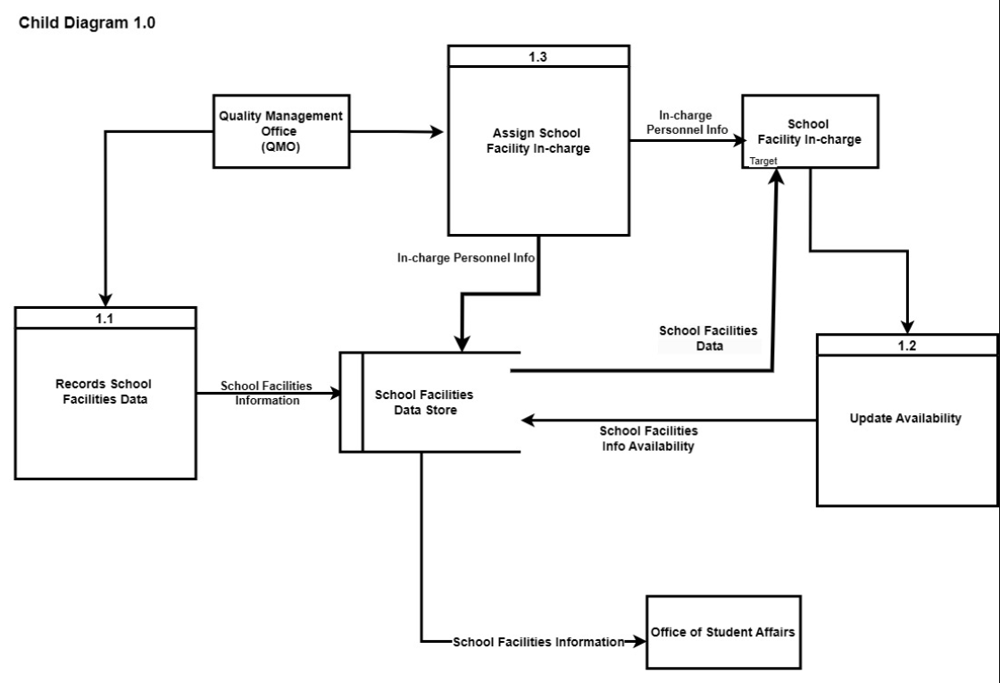 Child Diagram 1.0
1.3
Quality Management
Office
(QMO)
Assign School
Facility In-charge
In-charge
Personnel Info
School
Facility In-charge
Target
In-charge Personnel Info
1.1
Records School
Facilities Data
School Facilities
Information
School Facilities
Data Store
School Facilities
Data
1.2
Update Availability
School Facilities
Info Availability
School Facilities Information
Office of Student Affairs